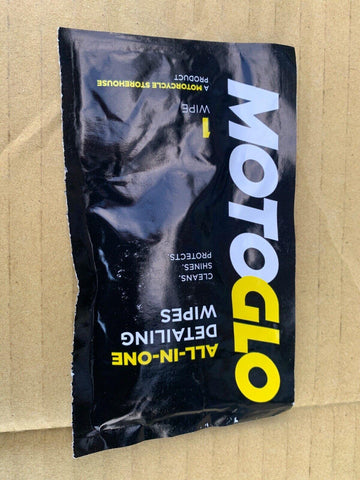 MOTOGLO
ALL-IN-ONE
DETAILING
WIPES
CLEANS.
SHINES.
PROTECTS.
1
WIPE
A MOTORCYCLE STOREHOUSE
PRODUCT